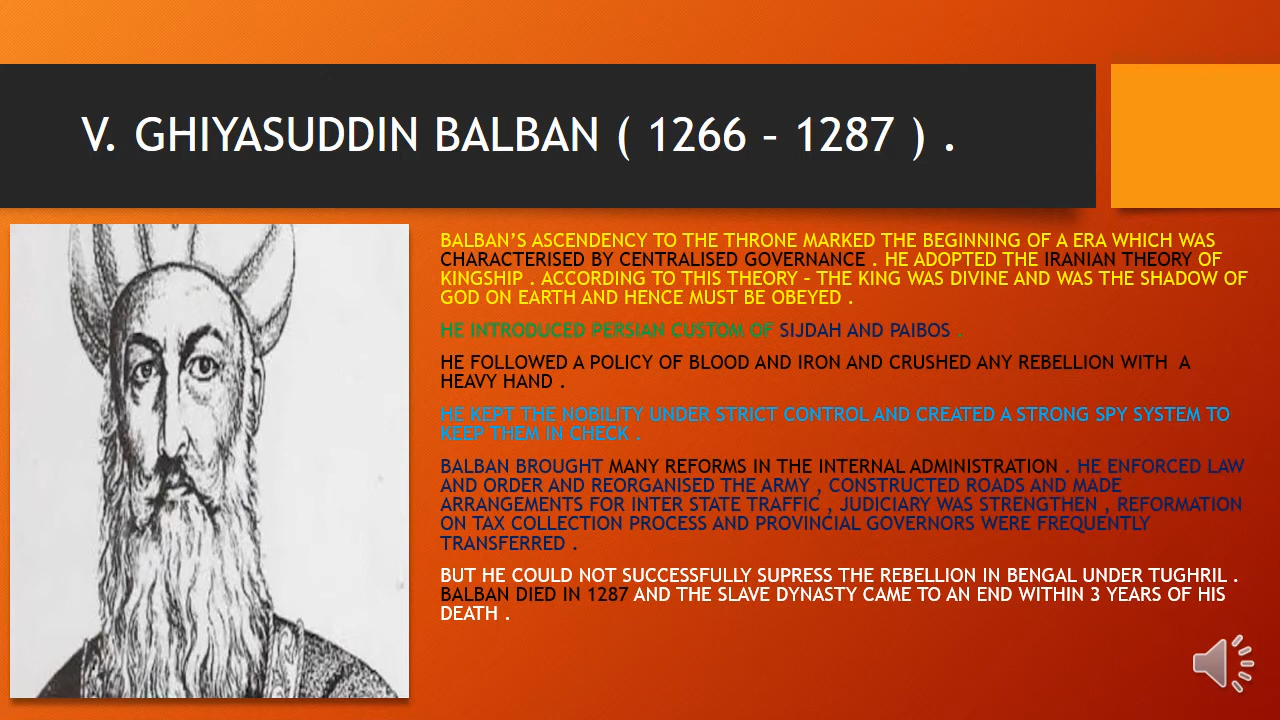 V. GHIYASUDDIN BALBAN ( 1266 – 1287 ) .
BALBAN’S ASCENDENCY TO THE THRONE MARKED THE BEGINNING OF A ERA WHICH WAS
CHARACTERISED BY CENTRALISED GOVERNANCE . HE ADOPTED THE IRANIAN THEORY OF
KINGSHIP . ACCORDING TO THIS THEORY – THE KING WAS DIVINE AND WAS THE SHADOW OF
GOD ON EARTH AND HENCE MUST BE OBEYED .
HE INTRODUCED PERSIAN CUSTOM OF SIJDAH AND PAIBOS .
HE FOLLOWED A POLICY OF BLOOD AND IRON AND CRUSHED ANY REBELLION WITH  A
HEAVY HAND .
HE KEPT THE NOBILITY UNDER STRICT CONTROL AND CREATED A STRONG SPY SYSTEM TO
KEEP THEM IN CHECK .
BALBAN BROUGHT MANY REFORMS IN THE INTERNAL ADMINISTRATION . HE ENFORCED LAW
AND ORDER AND REORGANISED THE ARMY , CONSTRUCTED ROADS AND MADE
ARRANGEMENTS FOR INTER STATE TRAFFIC , JUDICIARY WAS STRENGTHEN , REFORMATION
ON TAX COLLECTION PROCESS AND PROVINCIAL GOVERNORS WERE FREQUENTLY
TRANSFERRED .
BUT HE COULD NOT SUCCESSFULLY SUPRESS THE REBELLION IN BENGAL UNDER TUGHRIL .
BALBAN DIED IN 1287 AND THE SLAVE DYNASTY CAME TO AN END WITHIN 3 YEARS OF HIS
DEATH .